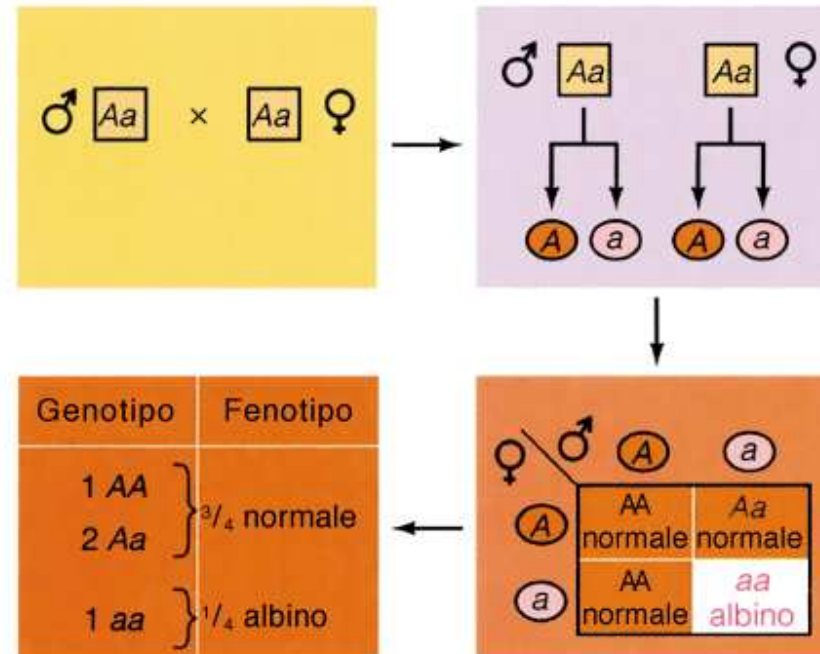 ♂ Aa × Aa ♀
♂ Aa Aa ♀
A a A a
♀ ♂ A a
A AA normale Aa normale
a AA normale aa albino
Genotipo Fenotipo
1 AA
2 Aa
3/4 normale
1 aa 1/4 albino